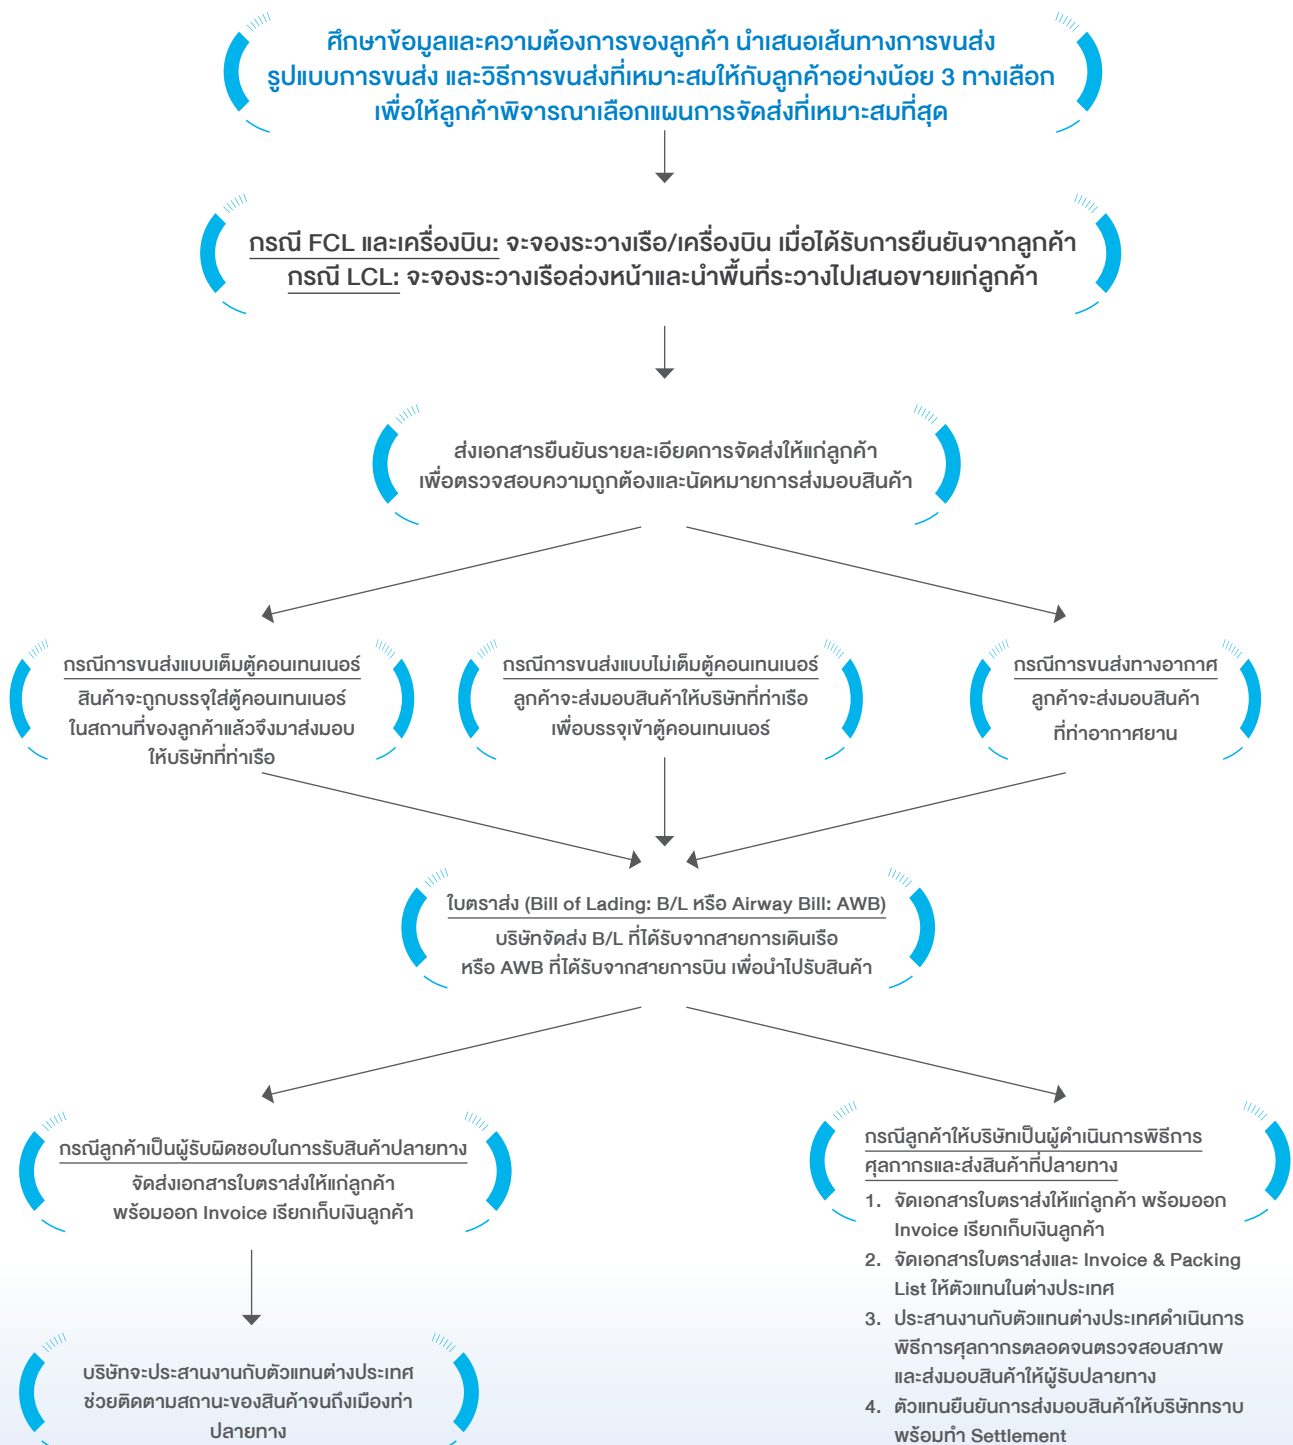 ศึกษาข้อมูลและความต้องการของลูกค้า นำเสนอเส้นทางการขนส่ง
รูปแบบการขนส่ง และวิธีการขนส่งที่เหมาะสมให้กับลูกค้าอย่างน้อย 3 ทางเลือก
เพื่อให้ลูกค้าพิจารณาเลือกแผนการจัดส่งที่เหมาะสมที่สุด
กรณี FCL และเครื่องบิน: จะจองระวางเรือ/เครื่องบิน เมื่อได้รับการยืนยันจากลูกค้า
กรณี LCL: จะจองระวางเรือล่วงหน้าและนำพื้นที่ระวางไปเสนอขายแก่ลูกค้า
ส่งเอกสารยืนยันรายละเอียดการจัดส่งให้แก่ลูกค้า
เพื่อตรวจสอบความถูกต้องและนัดหมายการส่งมอบสินค้า
กรณีการขนส่งแบบเต็มตู้คอนเทนเนอร์
สินค้าจะถูกบรรจุใส่ตู้คอนเทนเนอร์
ในสถานที่ของลูกค้าแล้วจึงมาส่งมอบ
ให้บริษัทที่ท่าเรือ
กรณีการขนส่งแบบไม่เต็มตู้คอนเทนเนอร์
ลูกค้าจะส่งมอบสินค้าให้บริษัทที่ท่าเรือ
เพื่อบรรจุเข้าตู้คอนเทนเนอร์
กรณีการขนส่งทางอากาศ
ลูกค้าจะส่งมอบสินค้า
ที่ท่าอากาศยาน
ใบตราส่ง (Bill of Lading: B/L หรือ Airway Bill: AWB)
บริษัทจัดส่ง B/L ที่ได้รับจากสายการเดินเรือ
หรือ AWB ที่ได้รับจากสายการบิน เพื่อนำไปรับสินค้า
กรณีลูกค้าเป็นผู้รับผิดชอบในการรับสินค้าปลายทาง
จัดส่งเอกสารใบตราส่งให้แก่ลูกค้า
พร้อมออก Invoice เรียกเก็บเงินลูกค้า
บริษัทจะประสานงานกับตัวแทนต่างประเทศ
ช่วยติดตามสถานะของสินค้าจนถึงเมืองท่า
ปลายทาง
กรณีลูกค้าให้บริษัทเป็นผู้ดำเนินการพิธีการ
ศุลกากรและส่งสินค้าที่ปลายทาง
1. จัดเอกสารใบตราส่งให้แก่ลูกค้า พร้อมออก
Invoice เรียกเก็บเงินลูกค้า
2. จัดเอกสารใบตราส่งและ Invoice & Packing
List ให้ตัวแทนในต่างประเทศ
3. ประสานงานกับตัวแทนต่างประเทศดำเนินการ
พิธีการศุลกากรตลอดจนตรวจสอบสภาพ
และส่งมอบสินค้าให้ผู้รับปลายทาง
4. ตัวแทนยืนยันการส่งมอบสินค้าให้บริษัททราบ
พร้อมทำ Settlement